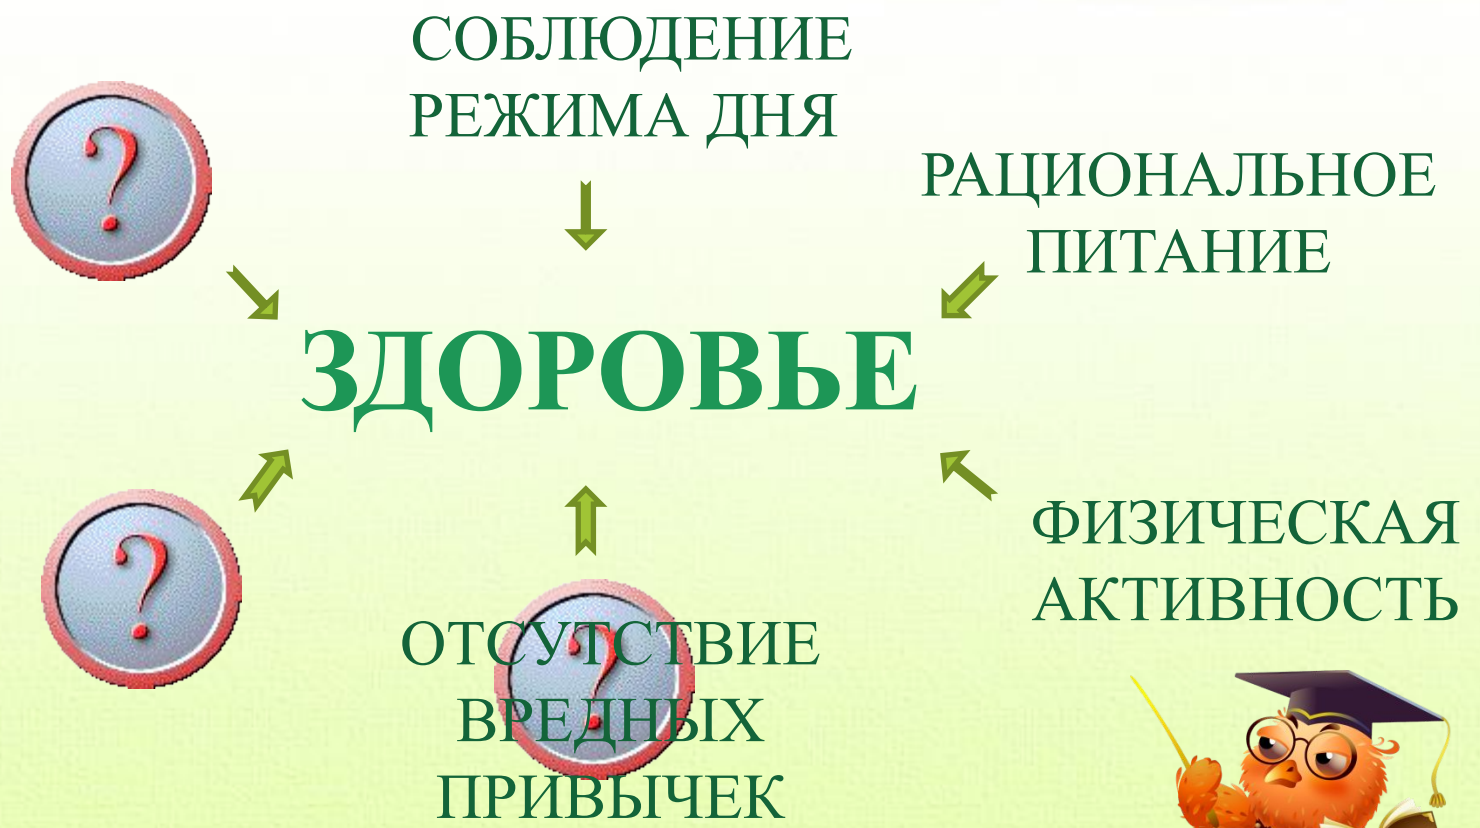 СОБЛЮДЕНИЕ
РЕЖИМА ДНЯ
?
РАЦИОНАЛЬНОЕ
ПИТАНИЕ
ЗДОРОВЬЕ
?
ФИЗИЧЕСКАЯ
АКТИВНОСТЬ
?
ОТСУТСТВИЕ
ВРЕДНЫХ
ПРИВЫЧЕК